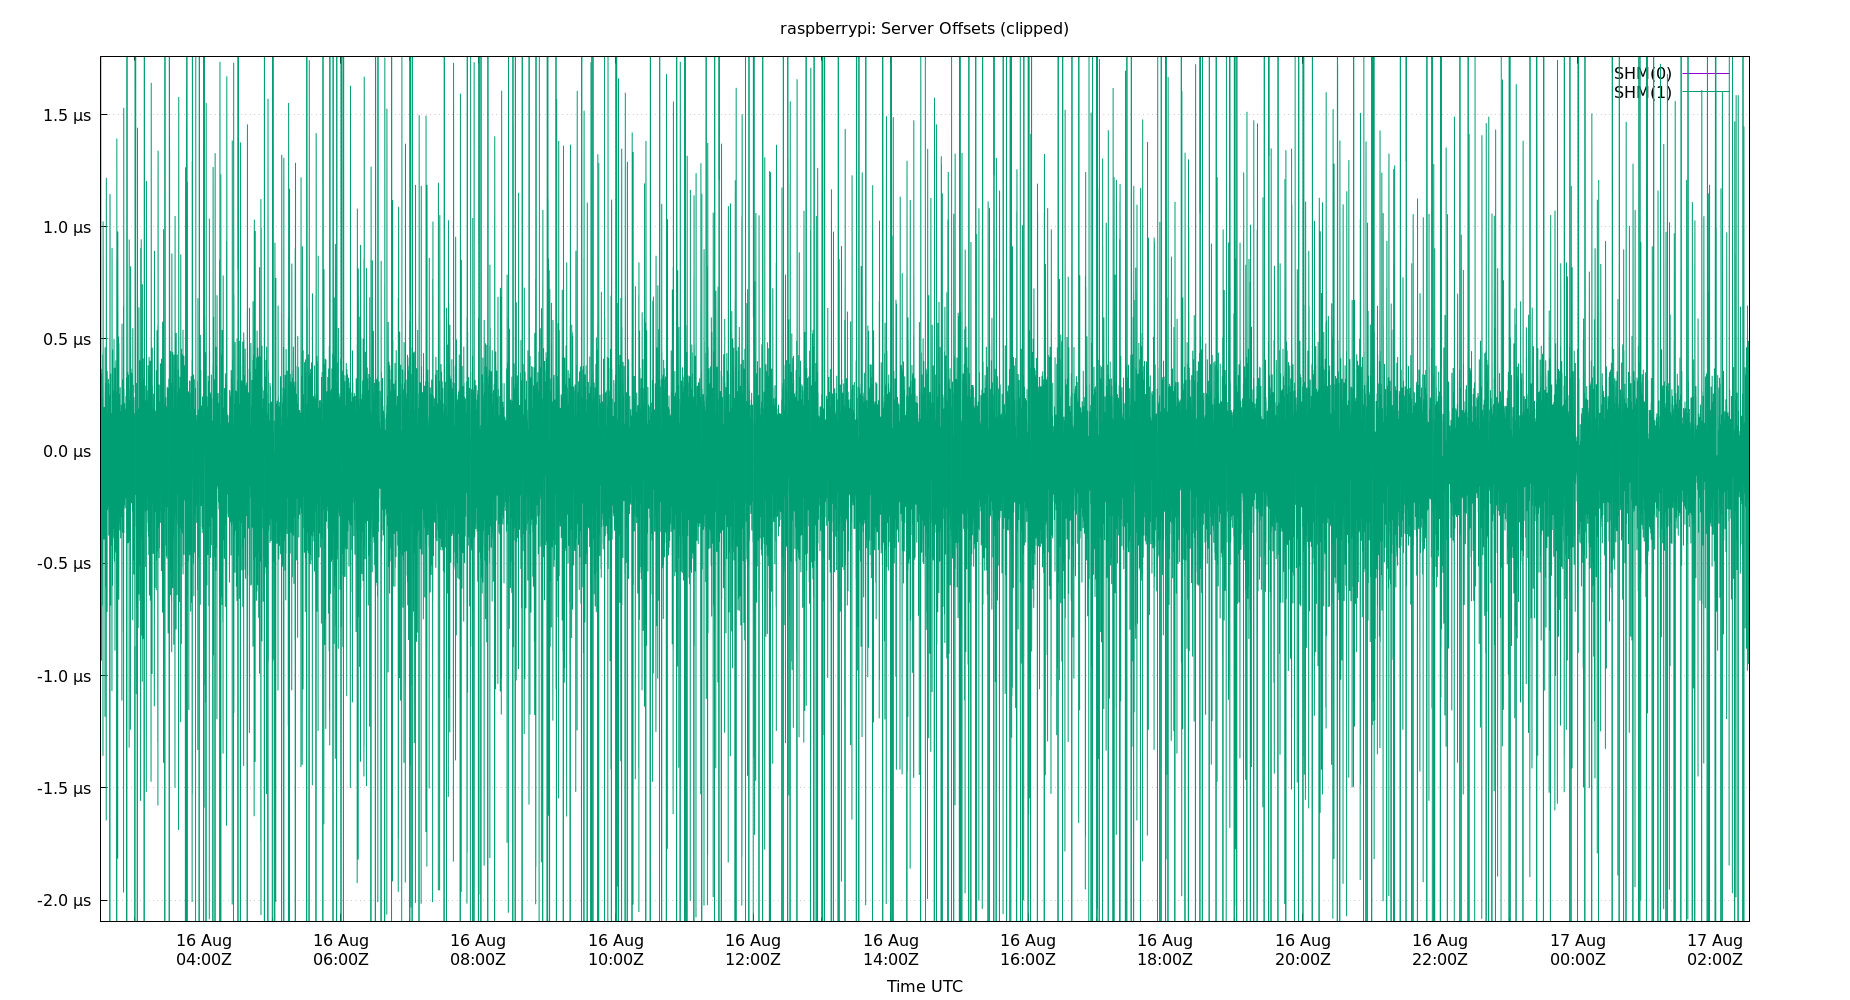 raspberrypi: Server Offsets (clipped)
SHM(0)
SHM(1)
1.5 µs
1.0 µs
0.5 µs
0.0 µs
-0.5 µs
-1.0 µs
-1.5 µs
-2.0 µs
16 Aug 16 Aug 16 Aug 16 Aug 16 Aug 16 Aug 16 Aug 16 Aug 16 Aug 16 Aug 17 Aug 17 Aug
04:00Z 06:00Z 08:00Z 10:00Z 12:00Z 14:00Z 16:00Z 18:00Z 20:00Z 22:00Z 00:00Z 02:00Z
Time UTC